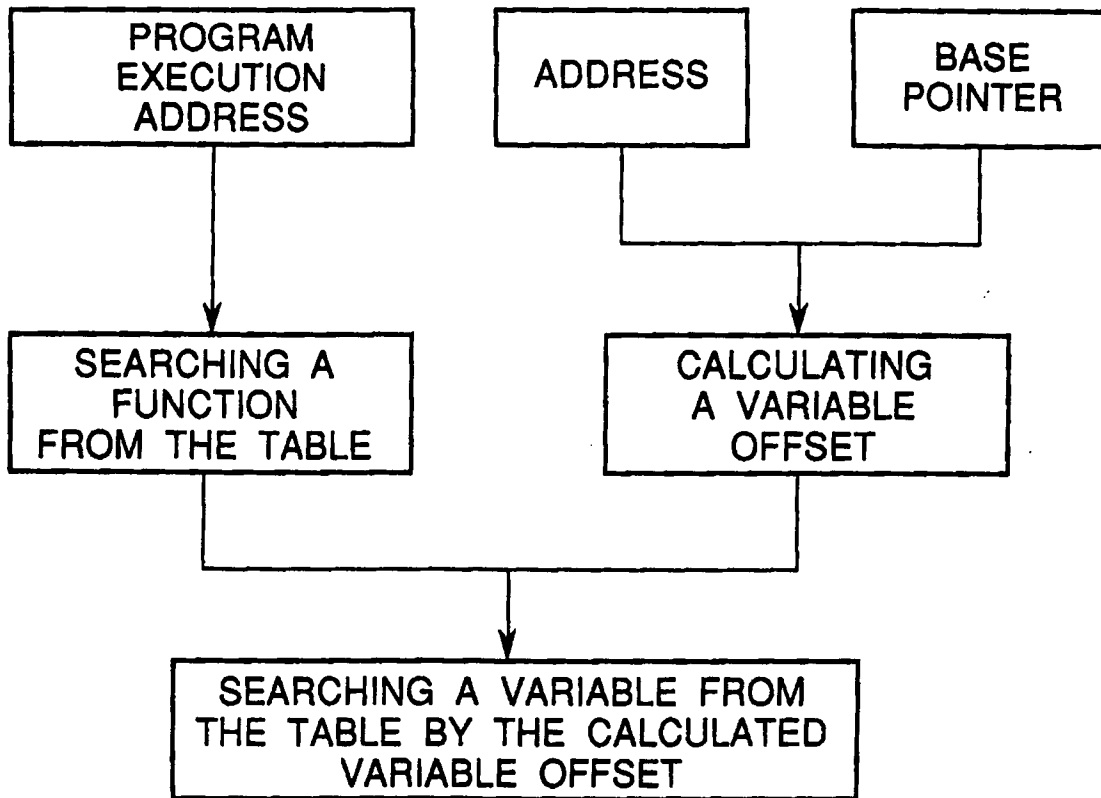 PROGRAM
EXECUTION
ADDRESS
ADDRESS
BASE
POINTER
SEARCHING A
FUNCTION
FROM THE TABLE
CALCULATING
A VARIABLE
OFFSET
SEARCHING A VARIABLE FROM
THE TABLE BY THE CALCULATED
VARIABLE OFFSET